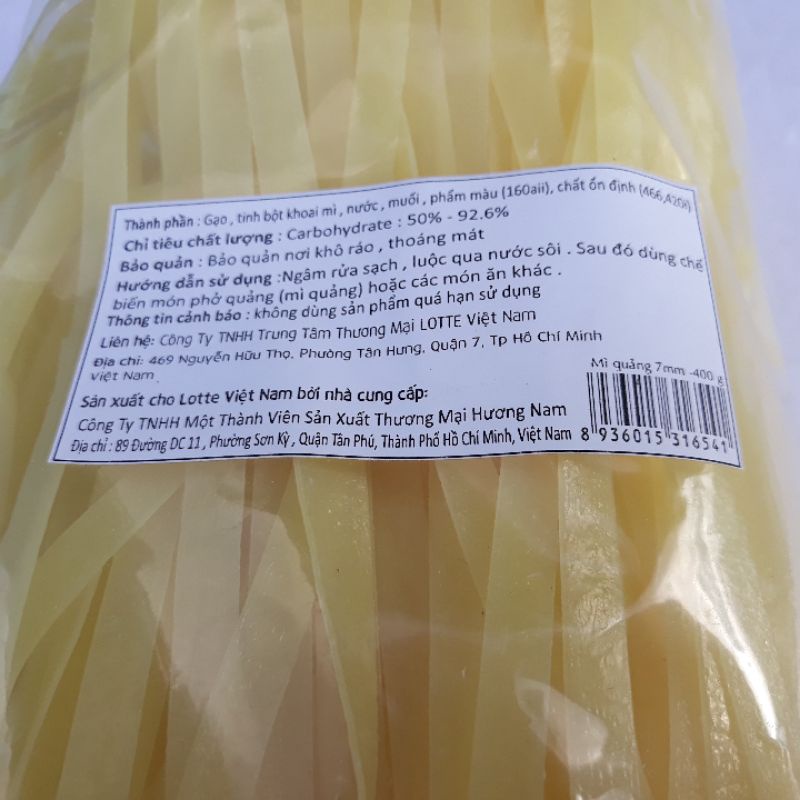 Thành phần : Gạo , tinh bột khoai mì , nước , muối , phẩm màu (160aii), chất ổn định (466,420ii)
Chỉ tiêu chất lượng : Carbohydrate : 50% - 92.6%
Bảo quản : Bảo quản nơi khô ráo , thoáng mát
Hướng dẫn sử dụng :Ngâm rửa sạch , luộc qua nước sôi . Sau đó dùng chế
biến món phở quảng (mì quảng) hoặc các món ăn khác .
Thông tin cảnh báo : không dùng sản phẩm quá hạn sử dụng
Liên hệ: Công Ty TNHH Trung Tâm Thương Mại LOTTE Việt Nam
Địa chỉ: 469 Nguyễn Hữu Thọ, Phường Tân Hưng, Quận 7, Tp Hồ Chí Minh
Việt Nam
Mì quảng 7mm -400 g
Sản xuất cho Lotte Việt Nam bởi nhà cung cấp:
Công Ty TNHH Một Thành Viên Sản Xuất Thương Mại Hương Nam
Địa chỉ : 89 Đường DC 11 , Phường Sơn Kỳ , Quận Tân Phú, Thành Phố Hồ Chí Minh, Việt Nam
8 936015 316541